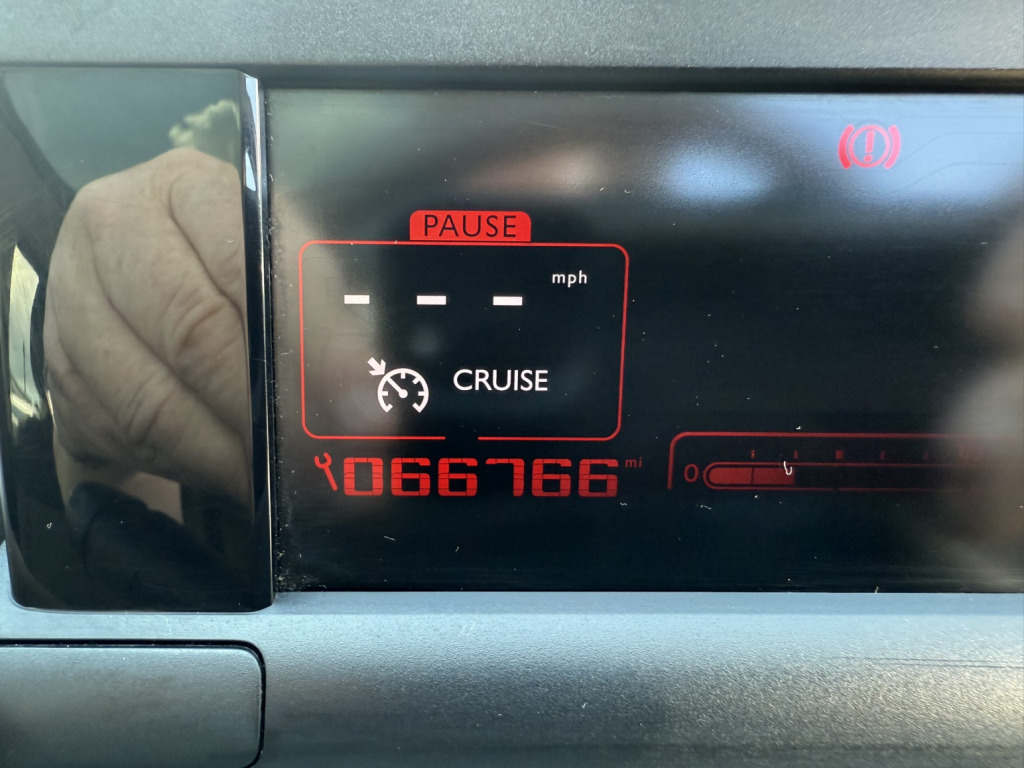 PAUSE
- - - mph
CRUISE
066766 mi
0